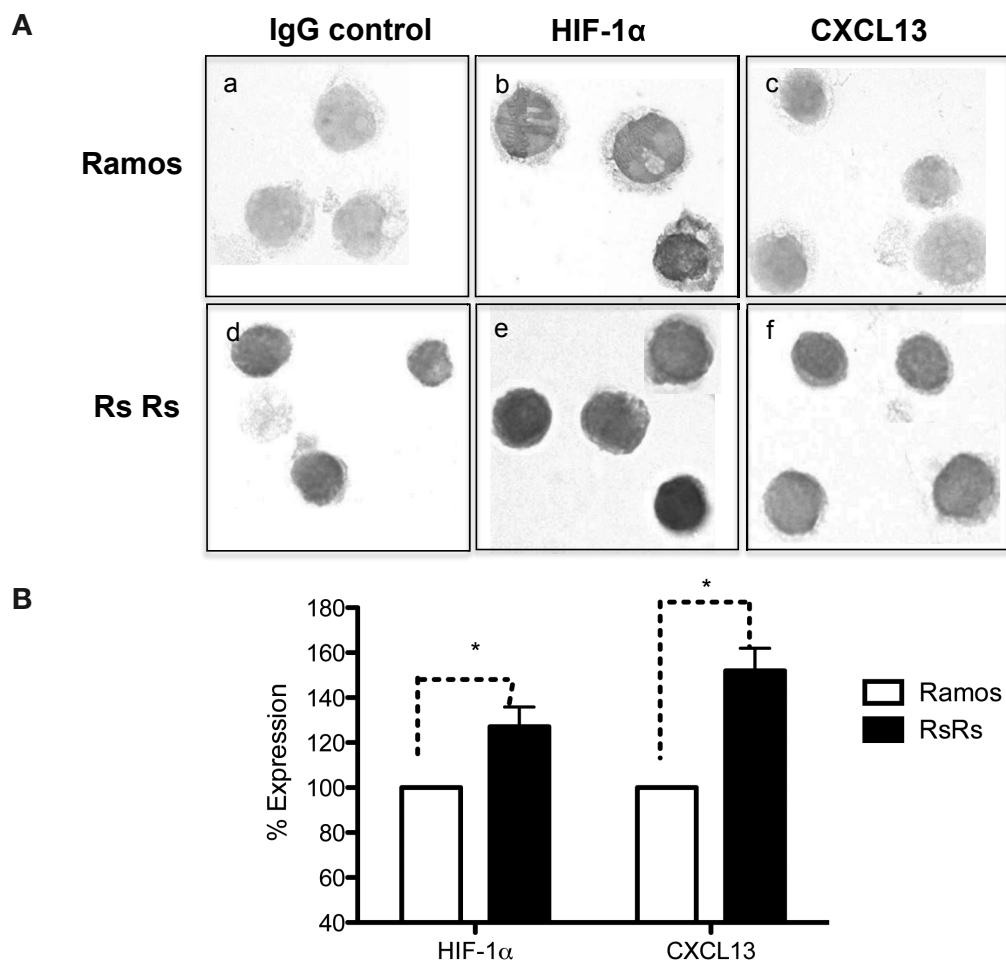 A
IgG control HIF-1α CXCL13
a b c
Ramos
d e f
Rs Rs
B
180
160
140
120
100
80
60
40
% Expression
* *
Ramos
RsRs
HIF-1α CXCL13